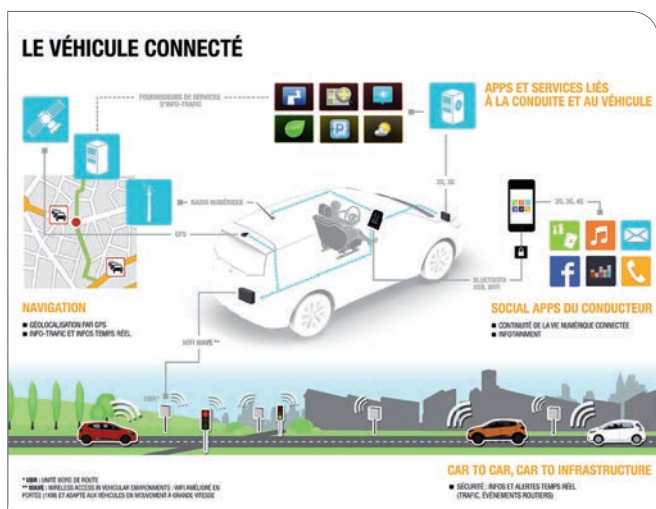 LE VÉHICULE CONNECTÉ
FOURNISSEURS DE SERVICES
D'INFO-TRAFIC
APPS ET SERVICES LIÉS
À LA CONDUITE ET AU VÉHICULE
2G, 3G
RADIO NUMÉRIQUE
GPS
2G, 3G, 4G
BLUETOOTH
USB, WIFI
NAVIGATION
GÉOLOCALISATION PAR GPS
INFO-TRAFIC ET INFOS TEMPS RÉEL
SOCIAL APPS DU CONDUCTEUR
CONTINUITÉ DE LA VIE NUMÉRIQUE CONNECTÉE
INFOTAINMENT
WIFI WAVE **
UBR*
* UBR : UNITÉ BORD DE ROUTE
** WAVE : WIRELESS ACCESS IN VEHICULAR ENVIRONMENTS : WIFI AMÉLIORÉ EN
PORTÉE (1KM) ET ADAPTÉ AUX VÉHICULES EN MOUVEMENT À GRANDE VITESSE
CAR TO CAR, CAR TO INFRASTRUCTURE
SÉCURITÉ : INFOS ET ALERTES TEMPS RÉEL
(TRAFIC, ÉVÉNEMENTS ROUTIERS)